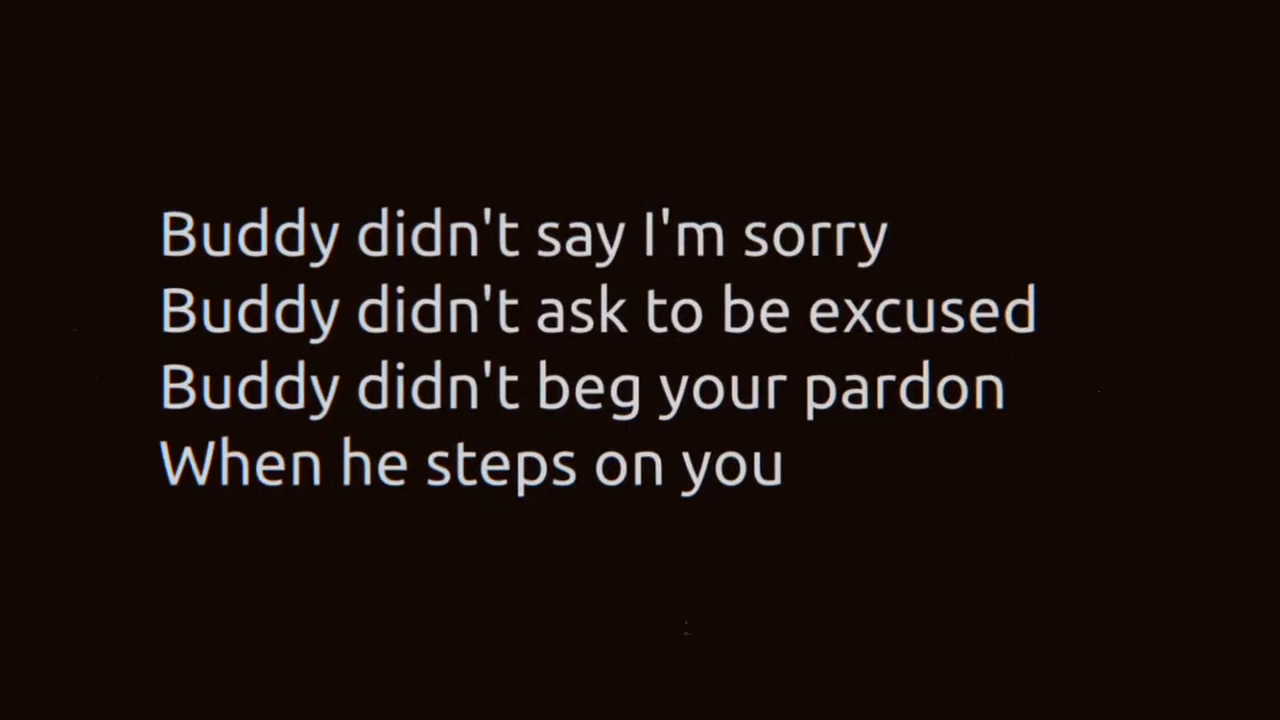 Buddy didn't say I'm sorry
Buddy didn't ask to be excused
Buddy didn't beg your pardon
When he steps on you